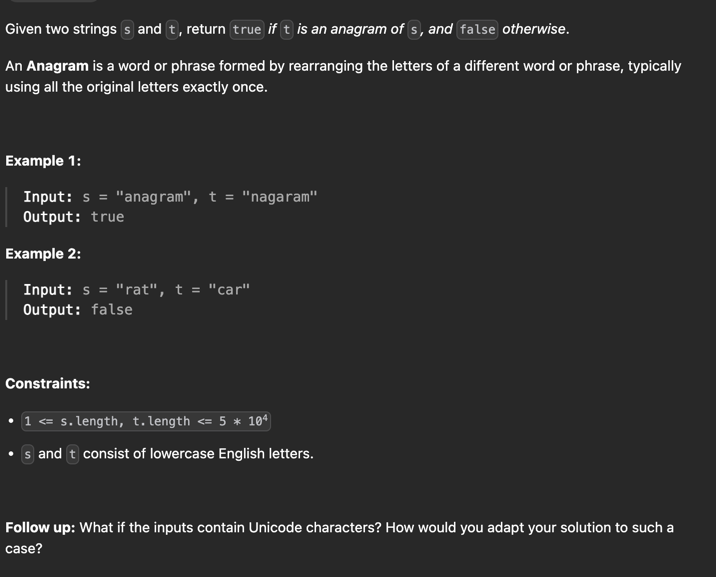 Given two strings s and t, return true if t is an anagram of s, and false otherwise.
An Anagram is a word or phrase formed by rearranging the letters of a different word or phrase, typically
using all the original letters exactly once.
Example 1:
Input: s = "anagram", t = "nagaram"
Output: true
Example 2:
Input: s = "rat", t = "car"
Output: false
Constraints:
• 1 <= s.length, t.length <= 5 * 10⁴
• s and t consist of lowercase English letters.
Follow up: What if the inputs contain Unicode characters? How would you adapt your solution to such a
case?